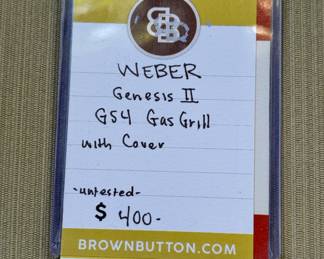 WEBER
Genesis II
GS4 Gas Grill
with Cover
-untested-
$ 400-
BROWNBUTTON.COM